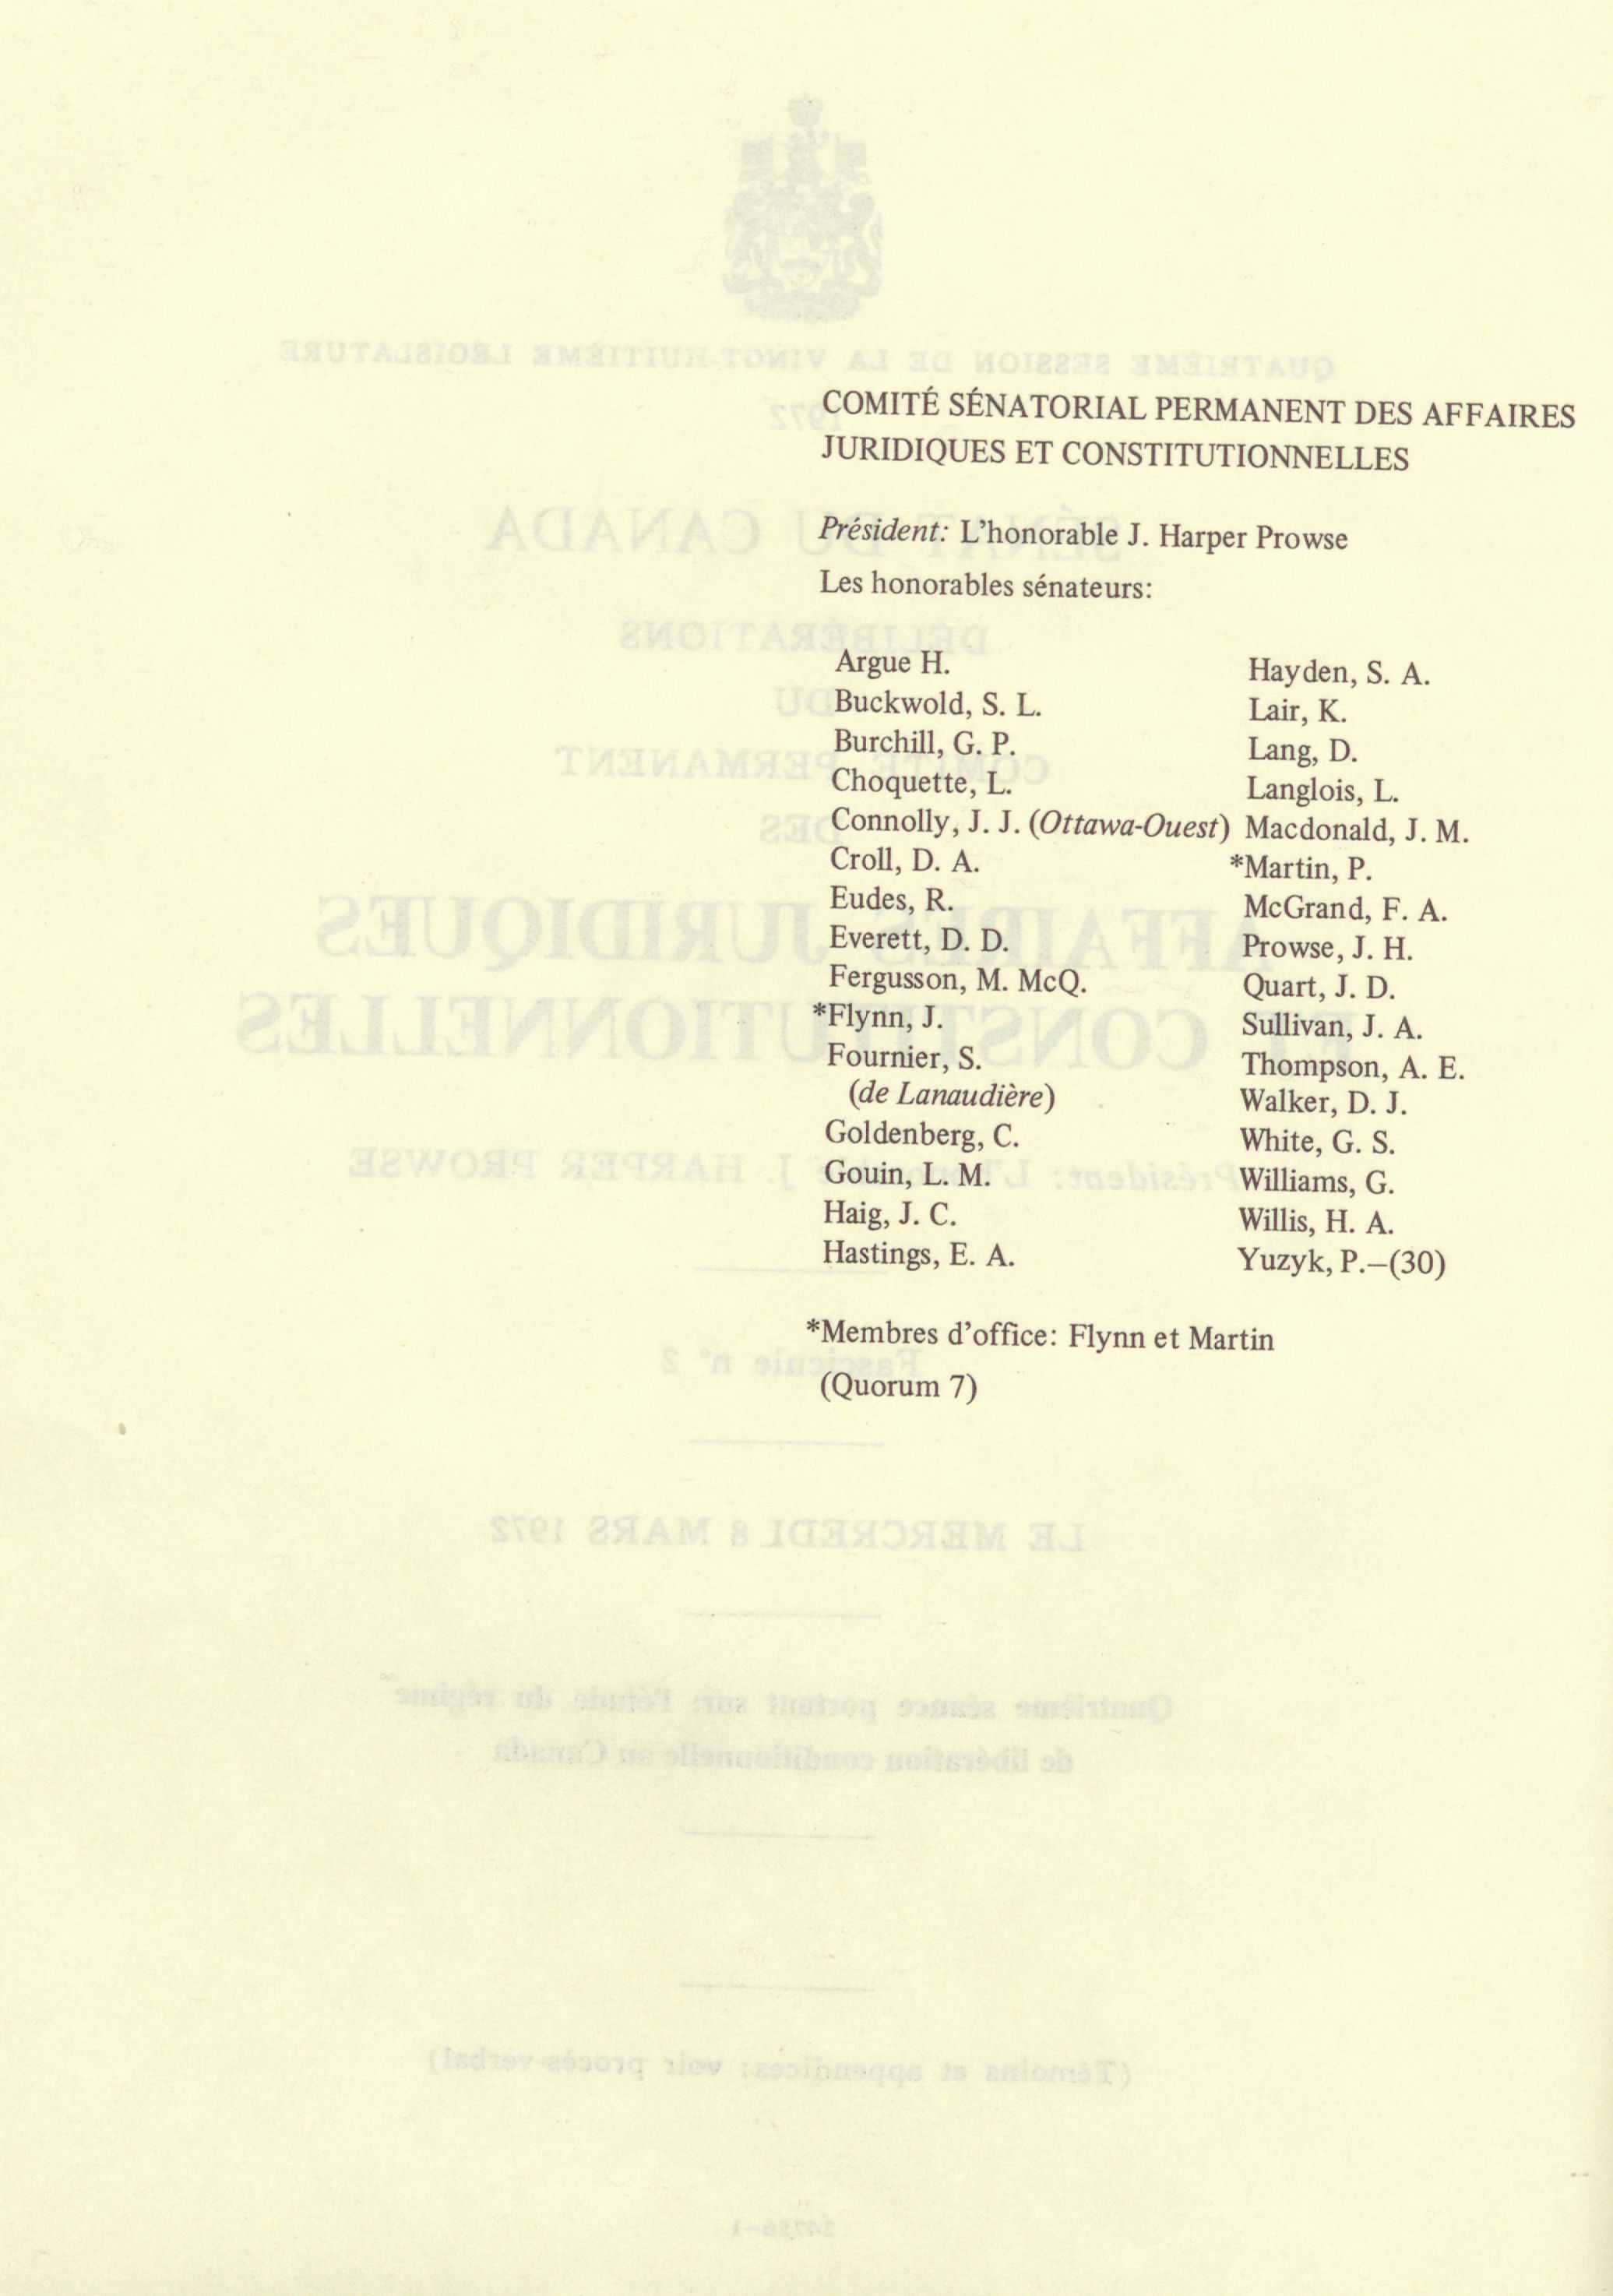 COMITÉ SÉNATORIAL PERMANENT DES AFFAIRES
JURIDIQUES ET CONSTITUTIONNELLES
Président: L'honorable J. Harper Prowse
Les honorables sénateurs:
Argue H.
Buckwold, S. L.
Burchill, G. P.
Choquette, L.
Connolly, J. J. (Ottawa-Ouest)
Croll, D. A.
Eudes, R.
Everett, D. D.
Fergusson, M. McQ.
*Flynn, J.
Fournier, S.
(de Lanaudière)
Goldenberg, C.
Gouin, L. M.
Haig, J. C.
Hastings, E. A.
Hayden, S. A.
Lair, K.
Lang, D.
Langlois, L.
Macdonald, J. M.
*Martin, P.
McGrand, F. A.
Prowse, J. H.
Quart, J. D.
Sullivan, J. A.
Thompson, A. E.
Walker, D. J.
White, G. S.
Williams, G.
Willis, H. A.
Yuzyk, P.–(30)
*Membres d'office: Flynn et Martin
(Quorum 7)